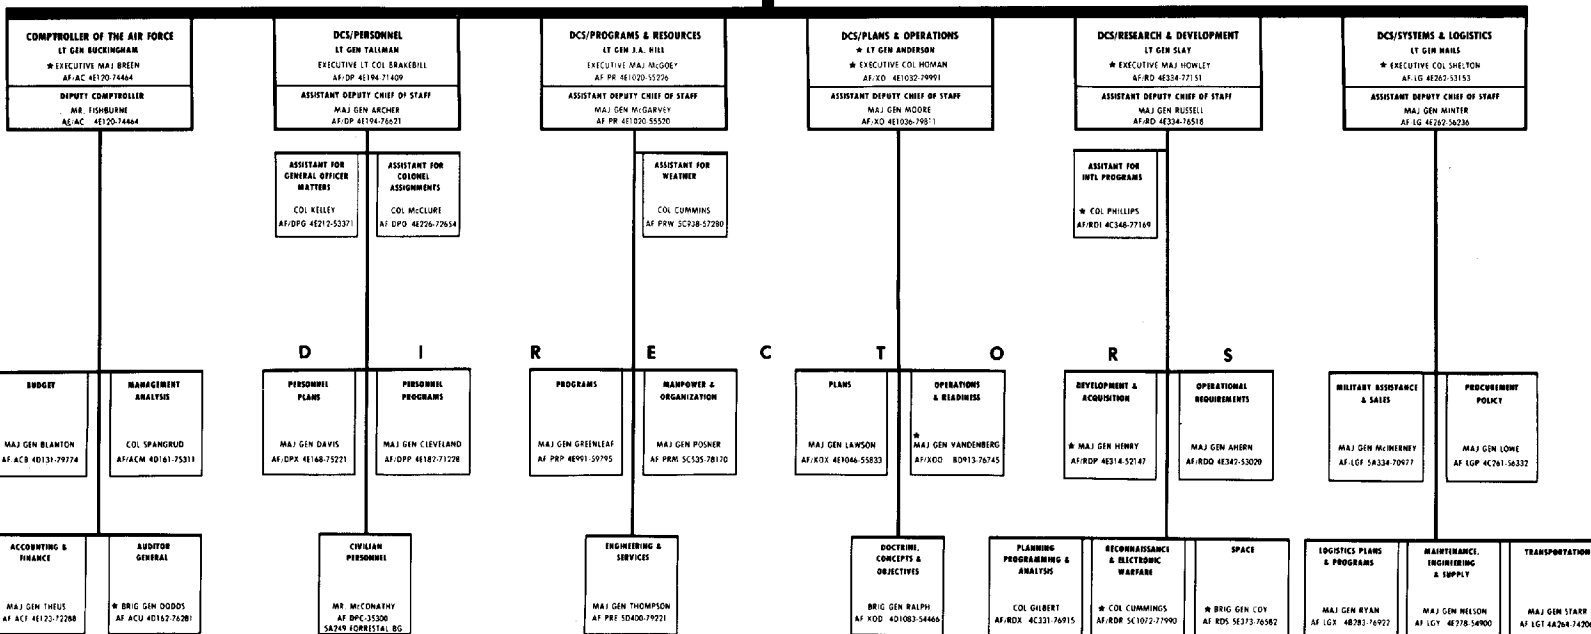 COMPTROLLER OF THE AIR FORCE
LT GEN BUCKINGHAM
★ EXECUTIVE MAJ BREEN
AF/AC 4E120-74464
DEPUTY COMPTROLLER
MR. FISHBURNE
AF/AC 4E120-74464
DCS/PERSONNEL
LT GEN TALLMAN
EXECUTIVE LT COL BRAKEBILL
AF/DP 4E194-71409
ASSISTANT DEPUTY CHIEF OF STAFF
MAJ GEN ARCHER
AF/DP 4E194-76621
DCS/PROGRAMS & RESOURCES
LT GEN J.A. HILL
EXECUTIVE MAJ McGOEY
AF PR 4E1020-55226
ASSISTANT DEPUTY CHIEF OF STAFF
MAJ GEN McGARVEY
AF PR 4E1020-55520
DCS/PLANS & OPERATIONS
★ LT GEN ANDERSON
★ EXECUTIVE COL HOMAN
AF/XO 4E1032-79991
ASSISTANT DEPUTY CHIEF OF STAFF
MAJ GEN MOORE
AF/XO 4E1036-79811
DCS/RESEARCH & DEVELOPMENT
LT GEN SLAY
★ EXECUTIVE MAJ HOWLEY
AF/RD 4E334-77151
ASSISTANT DEPUTY CHIEF OF STAFF
MAJ GEN RUSSELL
AF/RD 4E334-76518
DCS/SYSTEMS & LOGISTICS
LT GEN NAILS
★ EXECUTIVE COL SHELTON
AF-LG 4E262-53153
ASSISTANT DEPUTY CHIEF OF STAFF
MAJ GEN MINTER
AF LG 4E262-56236
ASSISTANT FOR
GENERAL OFFICER
MATTERS
COL KELLEY
AF/DPG 4E212-53371
ASSISTANT FOR
COLONEL
ASSIGNMENTS
COL McCLURE
AF DPO 4E226-72654
ASSISTANT FOR
WEATHER
COL CUMMINS
AF PRW 5C938-57280
ASSITANT FOR
INTL PROGRAMS
★ COL PHILLIPS
AF/RDI 4C348-77169
D I R E C T O R S
BUDGET
MAJ GEN BLANTON
AF/ACB 4D131-79774
MANAGEMENT
ANALYSIS
COL SPANGRUD
AF/ACM 4D161-75311
PERSONNEL
PLANS
MAJ GEN DAVIS
AF/DPX 4E168-75221
PERSONNEL
PROGRAMS
MAJ GEN CLEVELAND
AF/DPP 4E182-71228
PROGRAMS
MAJ GEN GREENLEAF
AF PRP 4E991-59795
MANPOWER &
ORGANIZATION
MAJ GEN POSNER
AF PRM 5C535-78170
PLANS
MAJ GEN LAWSON
AF/XOX 4E1046-55833
OPERATIONS
& READINESS
★
MAJ GEN VANDENBERG
AF/XOO BD913-76745
DEVELOPMENT &
ACQUISITION
★ MAJ GEN HENRY
AF/RDP 4E314-52147
OPERATIONAL
REQUIREMENTS
MAJ GEN AHERN
AF/RDQ 4E342-53020
MILITARY ASSISTANCE
& SALES
MAJ GEN McINERNEY
AF-LGF 5A334-70977
PROCUREMENT
POLICY
MAJ GEN LOWE
AF LGP 4C261-56332
ACCOUNTING &
FINANCE
MAJ GEN THEUS
AF ACF 4E123-72288
AUDITOR
GENERAL
★ BRIG GEN DODDS
AF ACU 4D162-76281
CIVILIAN
PERSONNEL
MR. McCONATHY
AF DPC-35300
5A249 FORRESTAL BG
ENGINEERING &
SERVICES
MAJ GEN THOMPSON
AF PRE 5D400-79221
DOCTRINE,
CONCEPTS &
OBJECTIVES
BRIG GEN RALPH
AF XOD 4D1083-54466
PLANNING
PROGRAMMING &
ANALYSIS
COL GILBERT
AF/RDX 4C331-76915
RECONNAISSANCE
& ELECTRONIC
WARFARE
★ COL CUMMINGS
AF/RDR 5C1072-77990
SPACE
★ BRIG GEN COY
AF RDS 5E373-76582
LOGISTICS PLANS
& PROGRAMS
MAJ GEN RYAN
AF LGX 4B283-76922
MAINTENANCE,
ENGINEERING
& SUPPLY
MAJ GEN NELSON
AF LGY 4E278-54900
TRANSPORTATION
MAJ GEN STARR
AF LGT 4A264-7420